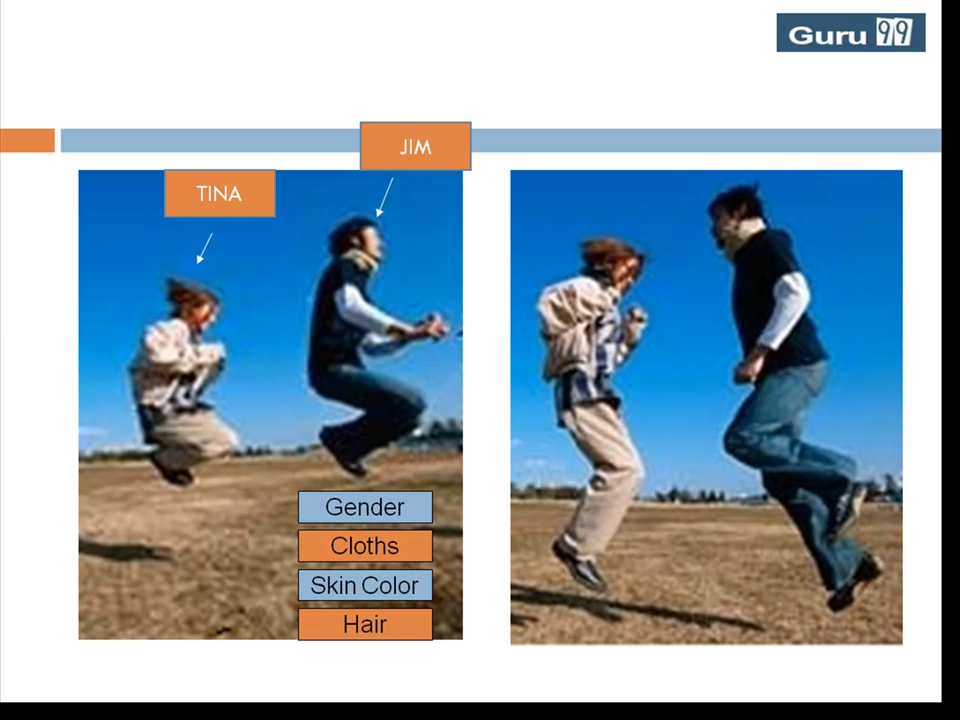 Guru 99
JIM
TINA
Gender
Cloths
Skin Color
Hair